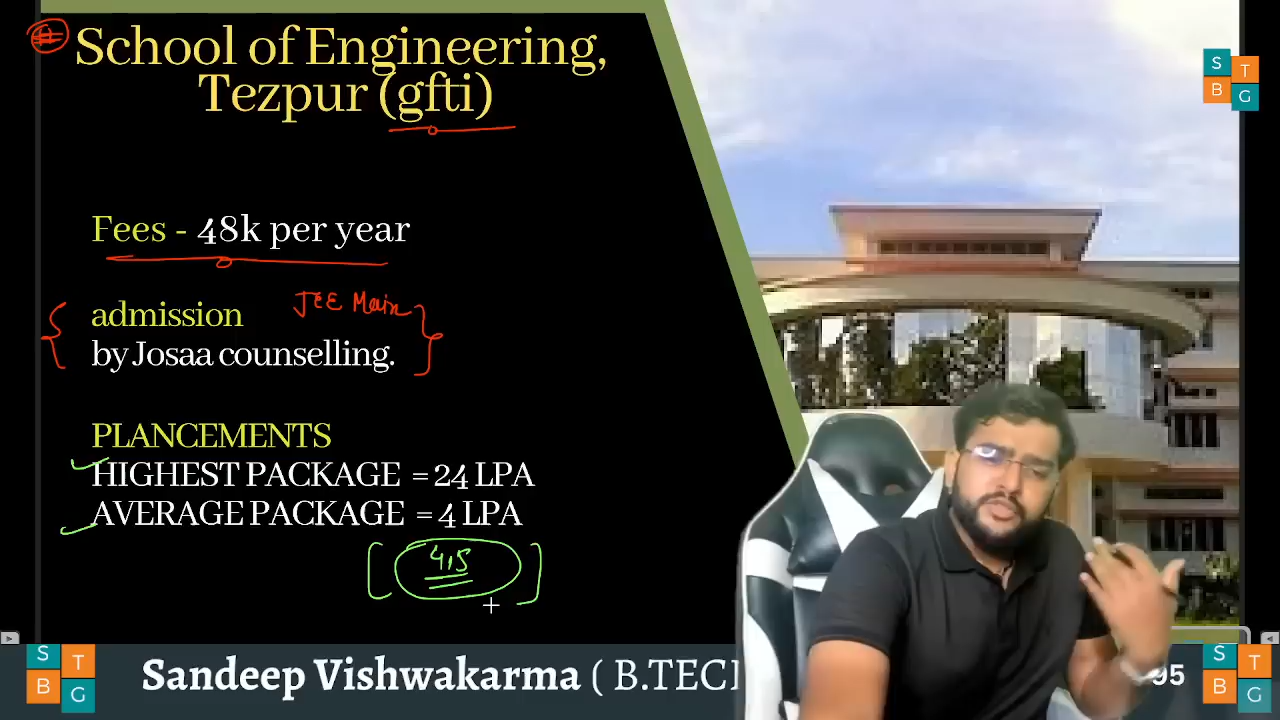 School of Engineering,
Tezpur (gfti)
Fees - 48k per year
admission JEE Main
by Josaa counselling.
PLANCEMENTS
HIGHEST PACKAGE = 24 LPA
AVERAGE PACKAGE = 4 LPA
4,5
S T
B G
S T
B G
Sandeep Vishwakarma ( B.TECH
95
S T
B G